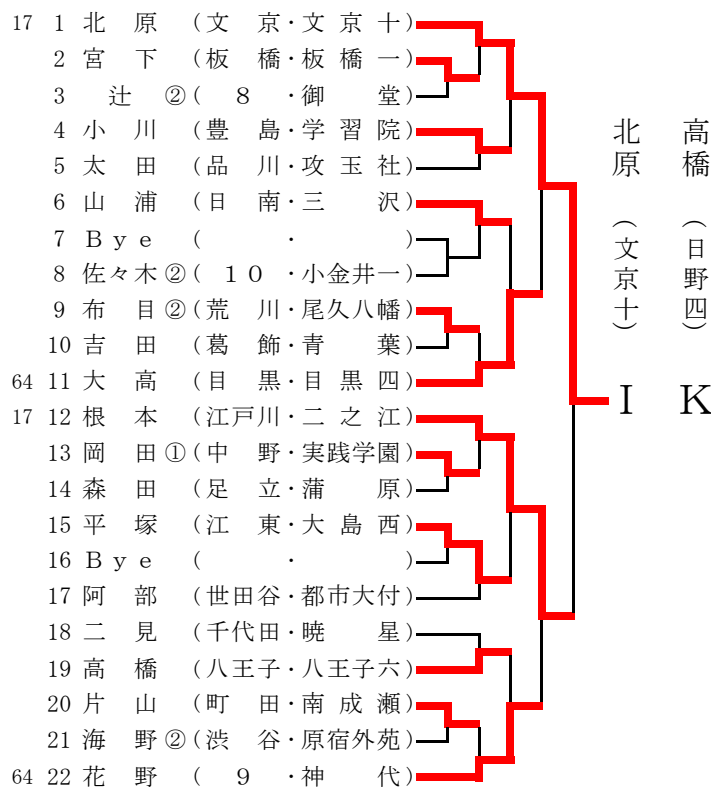 17 1 北 原 (文 京・文京十)
2 宮 下 (板 橋・板橋一)
3 辻 ②( 8 ・御 堂)
4 小 川 (豊 島・学習院)
5 太 田 (品 川・攻玉社)
6 山 浦 (日 南・三 沢)
7 Bye ( ・ )
8 佐々木②( 10 ・小金井一)
9 布 目②(荒 川・尾久八幡)
10 吉 田 (葛 飾・青 葉)
64 11 大 高 (目 黒・目黒四)
17 12 根 本 (江戸川・二之江)
13 岡 田①(中 野・実践学園)
14 森 田 (足 立・蒲 原)
15 平 塚 (江 東・大島西)
16 Bye ( ・ )
17 阿 部 (世田谷・都市大付)
18 二 見 (千代田・暁 星)
19 高 橋 (八王子・八王子六)
20 片 山 (町 田・南成瀬)
21 海 野②(渋 谷・原宿外苑)
64 22 花 野 ( 9 ・神 代)
高橋 (日野四) K
北原 (文京十) I